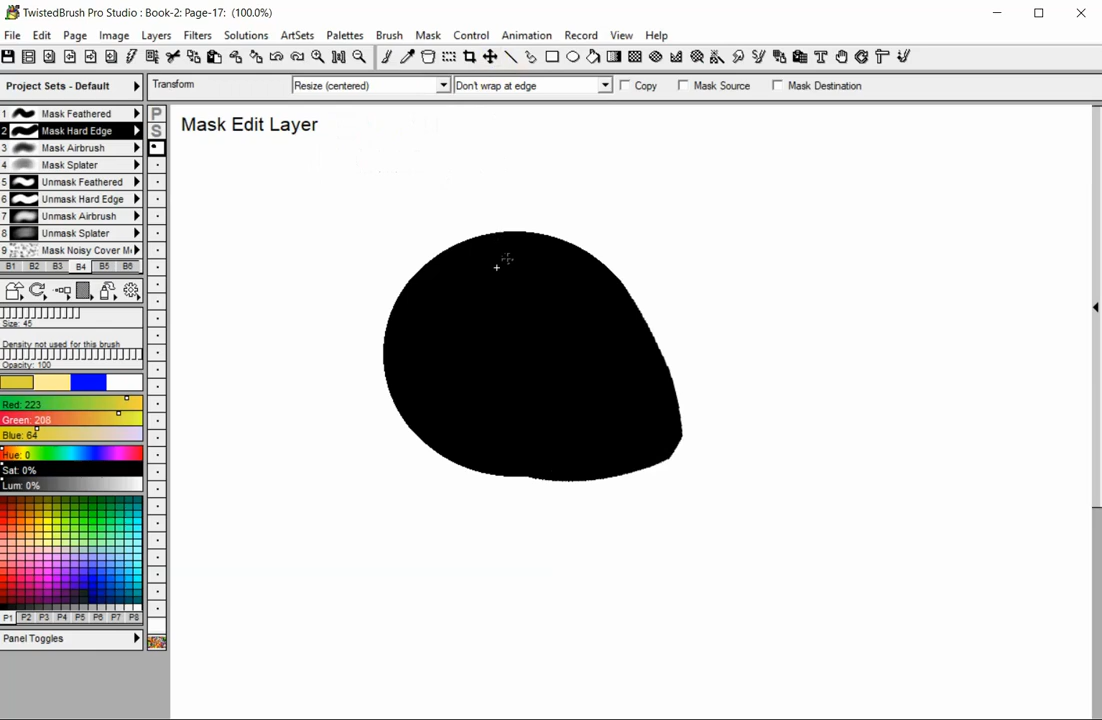 TwistedBrush Pro Studio : Book-2: Page-17: (100.0%)
File Edit Page Image Layers Filters Solutions ArtSets Palettes Brush Mask Control Animation Record View Help
Project Sets - Default
Transform Resize (centered) Don't wrap at edge Copy Mask Source Mask Destination
1 Mask Feathered
2 Mask Hard Edge
3 Mask Airbrush
4 Mask Splater
5 Unmask Feathered
6 Unmask Hard Edge
7 Unmask Airbrush
8 Unmask Splater
9 Mask Noisy Cover M
B1 B2 B3 B4 B5 B6
P
S
Mask Edit Layer
Size: 45
Density not used for this brush
Opacity: 100
Red: 223
Green: 208
Blue: 64
Hue: 0
Sat: 0%
Lum: 0%
P1 P2 P3 P4 P5 P6 P7 P8
Panel Toggles